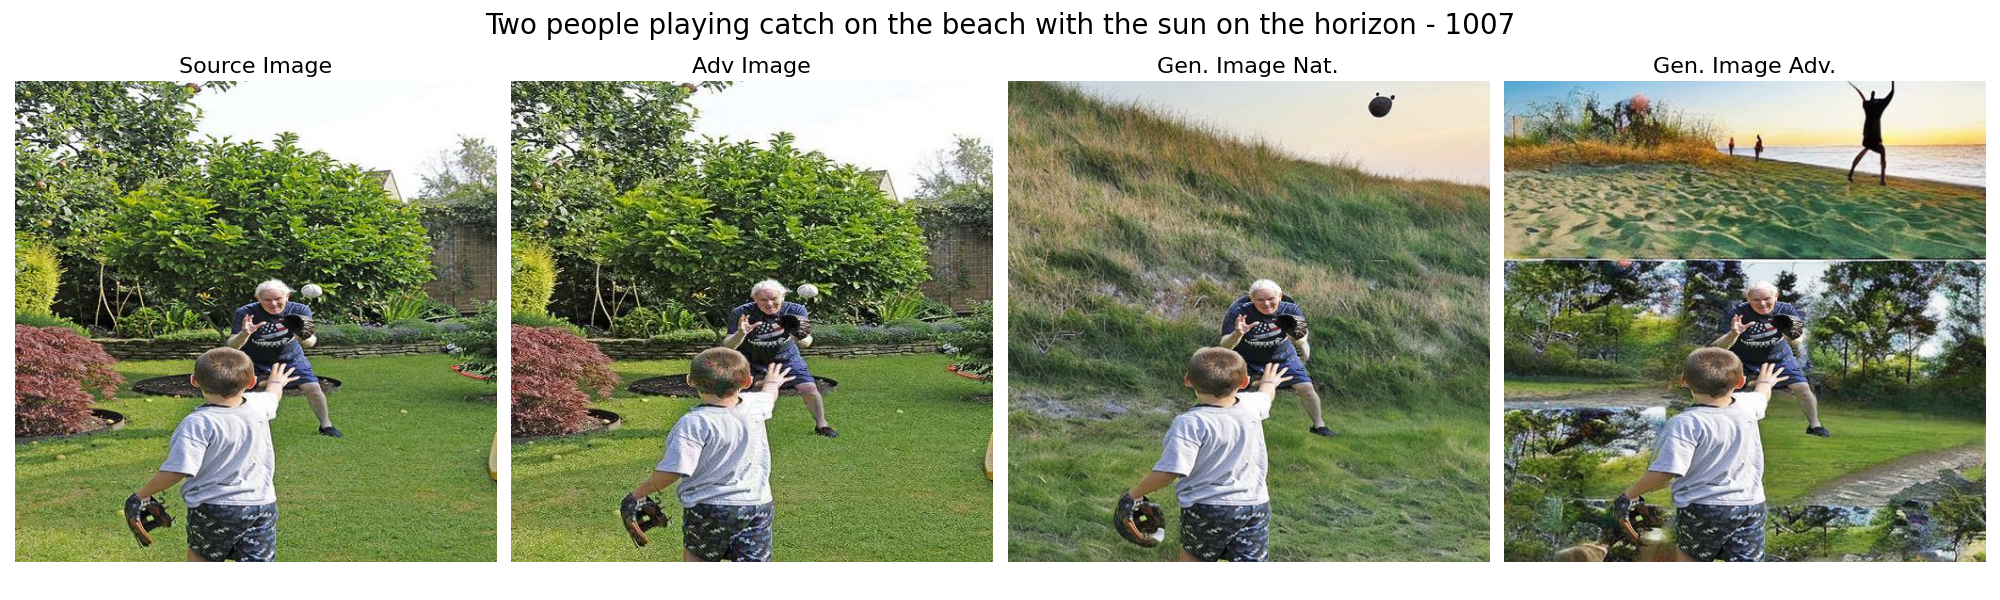 Two people playing catch on the beach with the sun on the horizon - 1007
Source Image
Adv Image
Gen. Image Nat.
Gen. Image Adv.